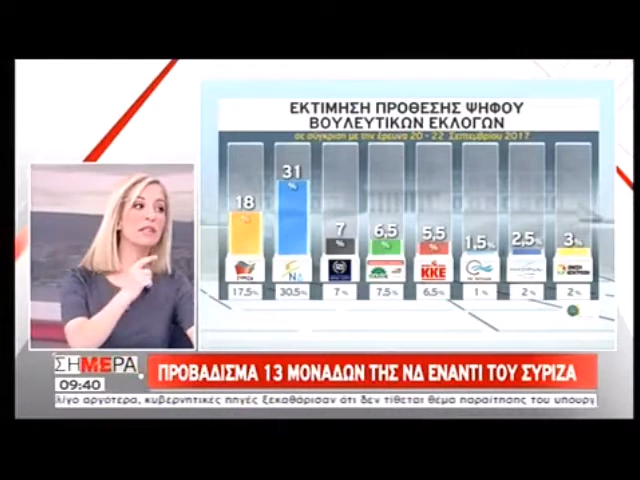 ΕΚΤΙΜΗΣΗ ΠΡΟΘΕΣΗΣ ΨΗΦΟΥ
ΒΟΥΛΕΥΤΙΚΩΝ ΕΚΛΟΓΩΝ
σε σύγκριση με την έρευνα 20 - 22 Σεπτεμβρίου 2017
18 % 31 % 7 % 6,5 % 5,5 % 1,5% 2,5% 3%
ΝΔ ΚΚΕ
17,5% 30,5% 7% 7,5% 6,5% 1% 2% 2%
ΣΗΜΕΡΑ
09:40
ΠΡΟΒΑΔΙΣΜΑ 13 ΜΟΝΑΔΩΝ ΤΗΣ ΝΔ ΕΝΑΝΤΙ ΤΟΥ ΣΥΡΙΖΑ
λίγο αργότερα, κυβερνητικές πηγές ξεκαθάρισαν ότι δεν τίθεται θέμα παραίτησης του υπουργ